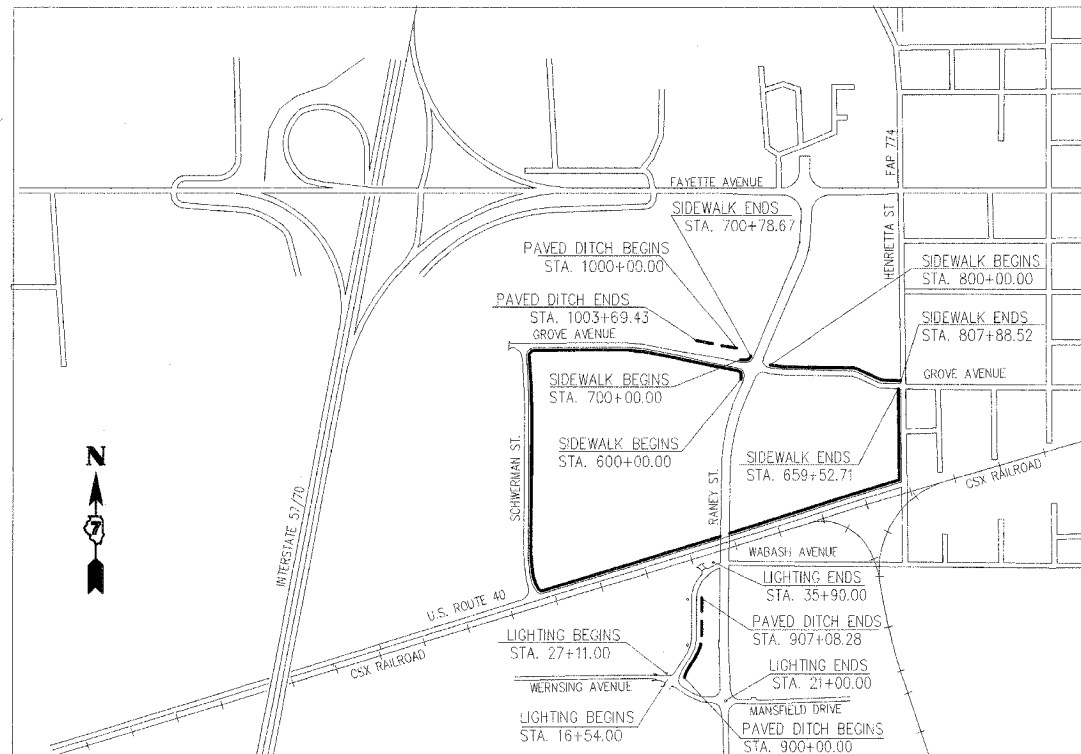 FAP 774
FAYETTE AVENUE
HENRIETTA ST.
SIDEWALK ENDS
STA. 700+78.67
PAVED DITCH BEGINS
STA. 1000+00.00
SIDEWALK BEGINS
STA. 800+00.00
PAVED DITCH ENDS
STA. 1003+69.43
GROVE AVENUE
SIDEWALK ENDS
STA. 807+88.52
GROVE AVENUE
SIDEWALK BEGINS
STA. 700+00.00
SIDEWALK BEGINS
STA. 600+00.00
SIDEWALK ENDS
STA. 659+52.71
CSX RAILROAD
N
7
SCHWERMAN ST.
RANEY ST.
INTERSTATE 57/70
WABASH AVENUE
LIGHTING ENDS
STA. 35+90.00
U.S. ROUTE 40
PAVED DITCH ENDS
STA. 907+08.28
LIGHTING BEGINS
STA. 27+11.00
CSX RAILROAD
LIGHTING ENDS
STA. 21+00.00
WERNSING AVENUE
MANSFIELD DRIVE
LIGHTING BEGINS
STA. 16+54.00
PAVED DITCH BEGINS
STA. 900+00.00